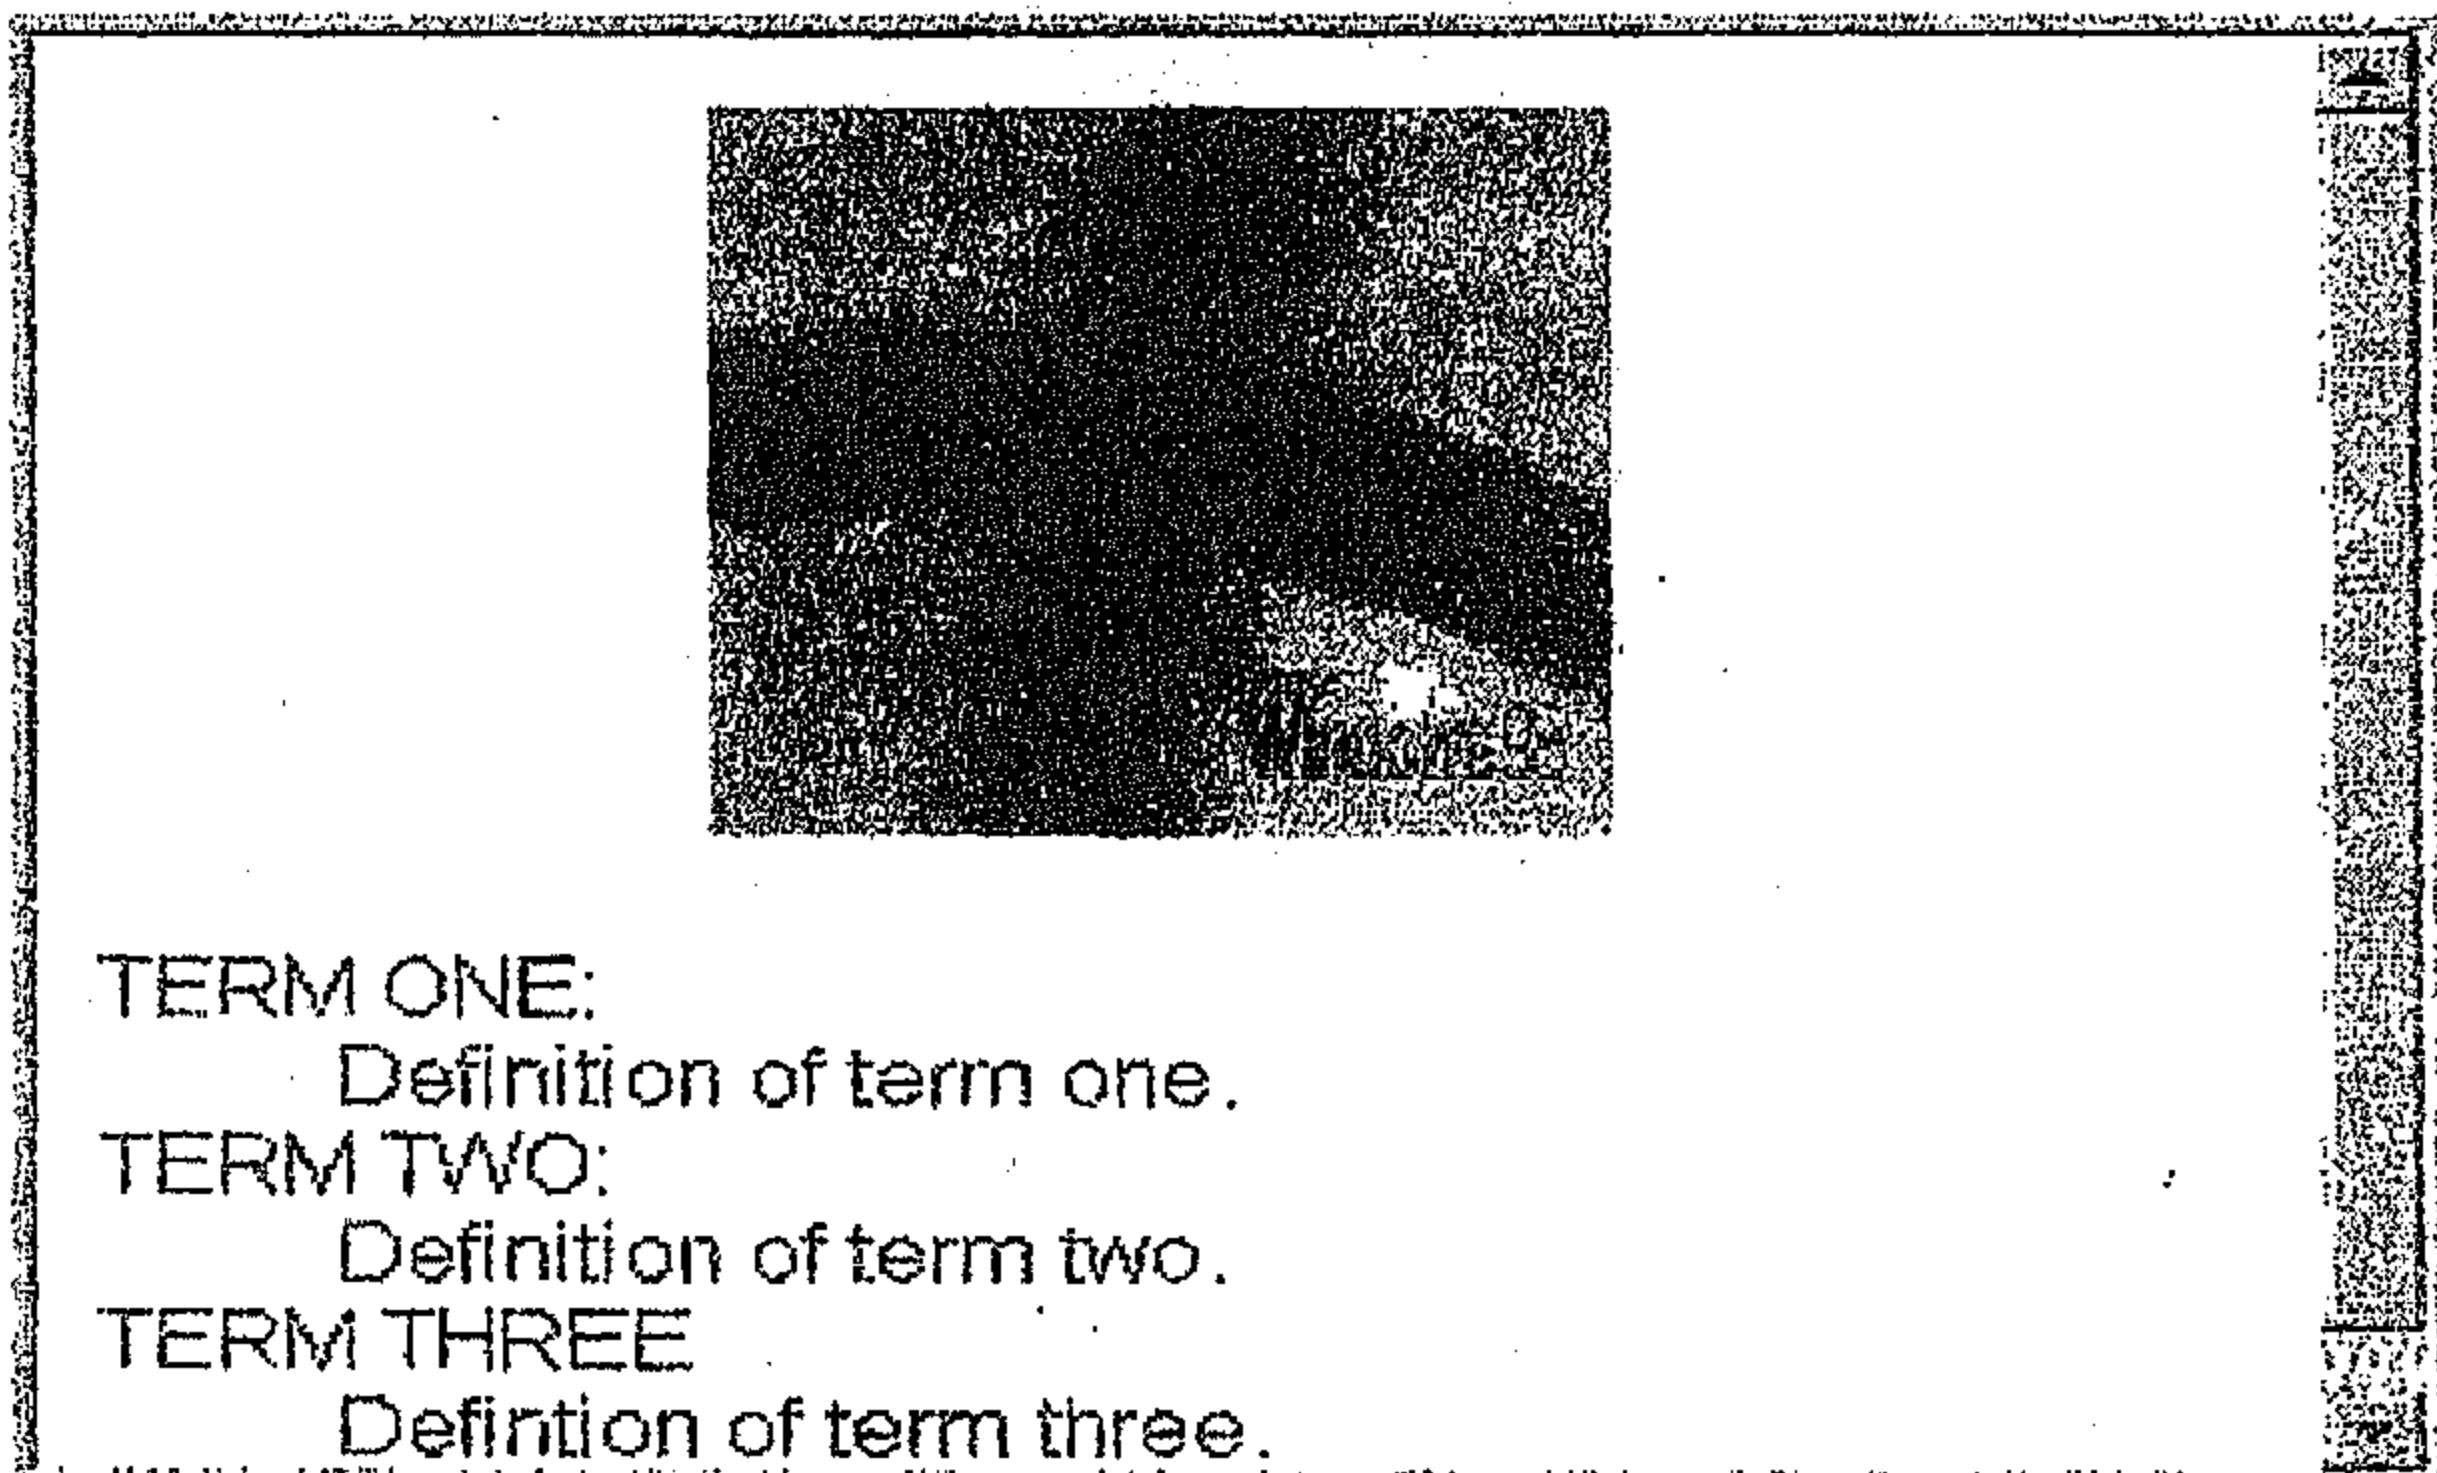 TERM ONE:
Definition of term one.
TERM TWO:
Definition of term two.
TERM THREE
Defintion of term three.